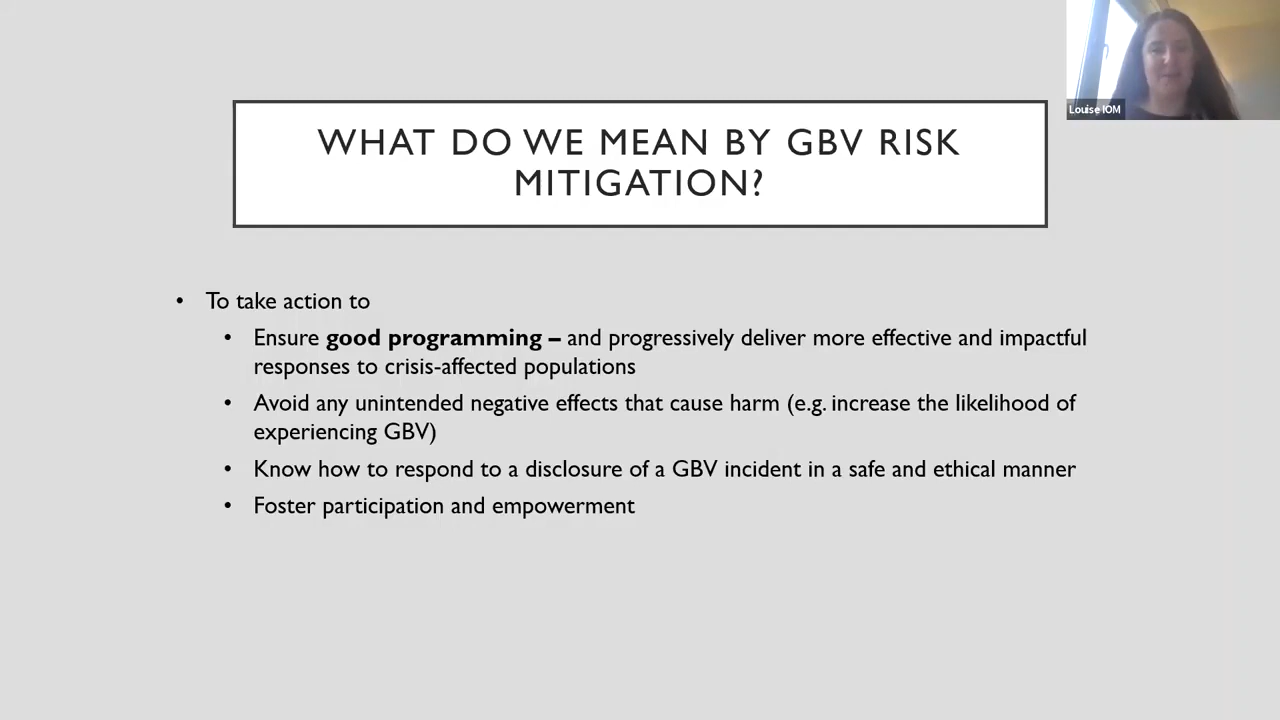 Louise IOM
WHAT DO WE MEAN BY GBV RISK
MITIGATION?
• To take action to
• Ensure good programming – and progressively deliver more effective and impactful
responses to crisis-affected populations
• Avoid any unintended negative effects that cause harm (e.g. increase the likelihood of
experiencing GBV)
• Know how to respond to a disclosure of a GBV incident in a safe and ethical manner
• Foster participation and empowerment